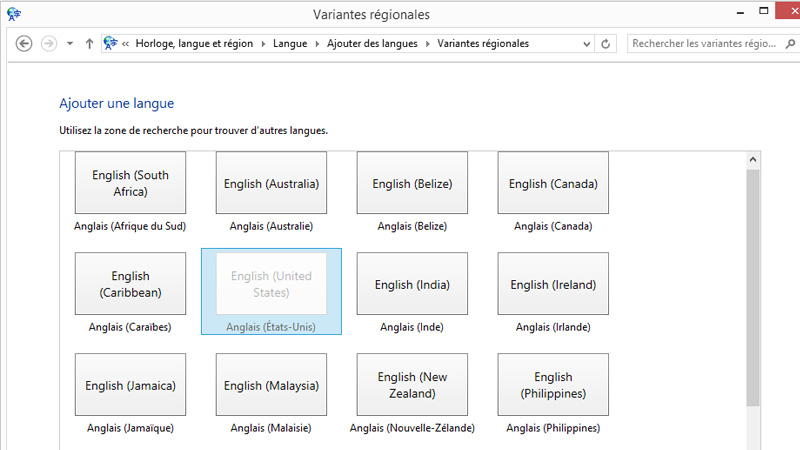 Variantes régionales
« Horloge, langue et région Langue Ajouter des langues Variantes régionales
Rechercher les variantes régio...
Ajouter une langue
Utilisez la zone de recherche pour trouver d'autres langues.
English (South
Africa)
Anglais (Afrique du Sud)
English (Australia)
Anglais (Australie)
English (Belize)
Anglais (Belize)
English (Canada)
Anglais (Canada)
English
(Caribbean)
Anglais (Caraïbes)
English (United
States)
Anglais (États-Unis)
English (India)
Anglais (Inde)
English (Ireland)
Anglais (Irlande)
English (Jamaica)
Anglais (Jamaïque)
English (Malaysia)
Anglais (Malaisie)
English (New
Zealand)
Anglais (Nouvelle-Zélande)
English
(Philippines)
Anglais (Philippines)